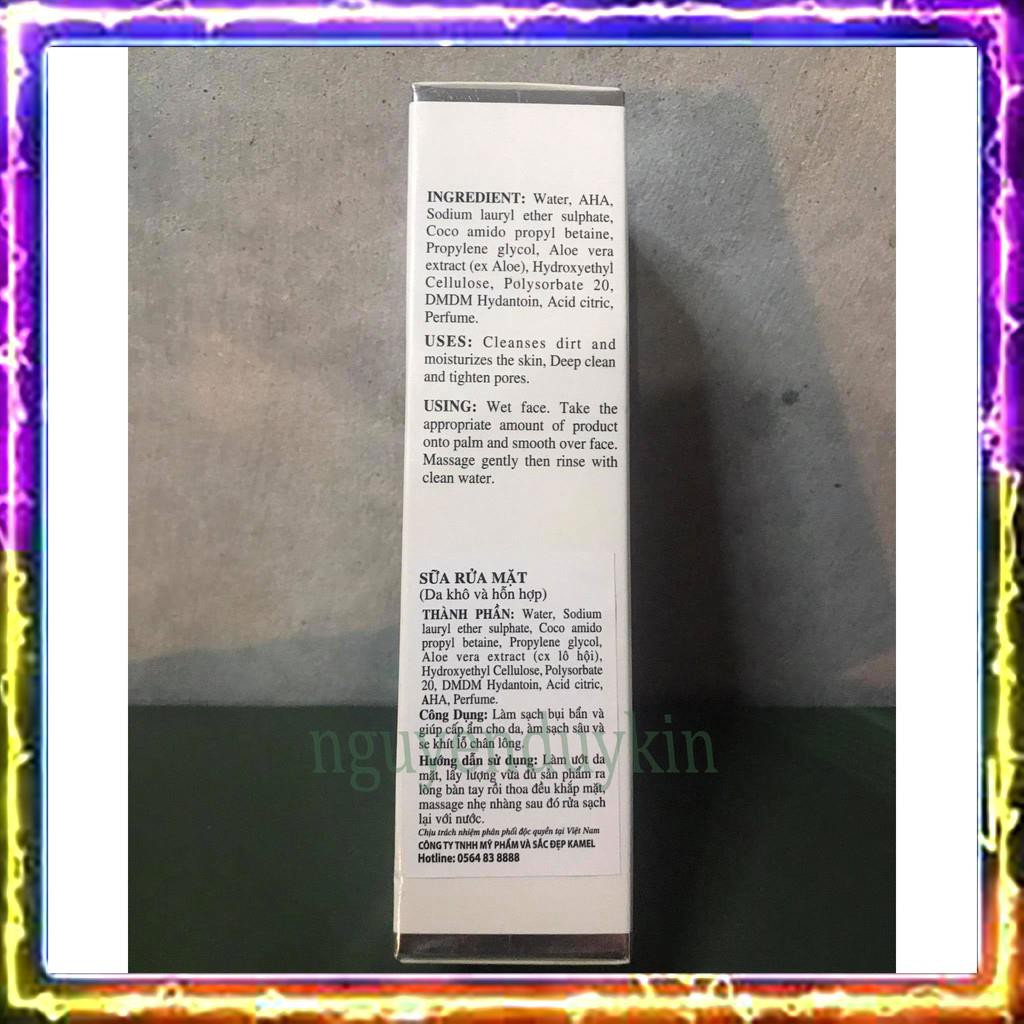 INGREDIENT: Water, AHA,
Sodium lauryl ether sulphate,
Coco amido propyl betaine,
Propylene glycol, Aloe vera
extract (ex Aloe), Hydroxyethyl
Cellulose, Polysorbate 20,
DMDM Hydantoin, Acid citric,
Perfume.
USES: Cleanses dirt and
moisturizes the skin, Deep clean
and tighten pores.
USING: Wet face. Take the
appropriate amount of product
onto palm and smooth over face.
Massage gently then rinse with
clean water.
SỮA RỬA MẶT
(Da khô và hỗn hợp)
THÀNH PHẦN: Water, Sodium
lauryl ether sulphate, Coco amido
propyl betaine, Propylene glycol,
Aloe vera extract (cx lô hội),
Hydroxyethyl Cellulose, Polysorbate
20, DMDM Hydantoin, Acid citric,
AHA, Perfume.
Công Dụng: Làm sạch bụi bẩn và
giúp cấp ẩm cho da, àm sạch sâu và
se khít lỗ chân lông.
nguyenduykin
Hướng dẫn sử dụng: Làm ướt da
mặt, lấy lượng vừa đủ sản phẩm ra
lòng bàn tay rồi thoa đều khắp mặt,
massage nhẹ nhàng sau đó rửa sạch
lại với nước.
Chịu trách nhiệm phân phối độc quyền tại Việt Nam
CÔNG TY TNHH MỸ PHẨM VÀ SẮC ĐẸP KAMEL
Hotline: 0564 83 8888